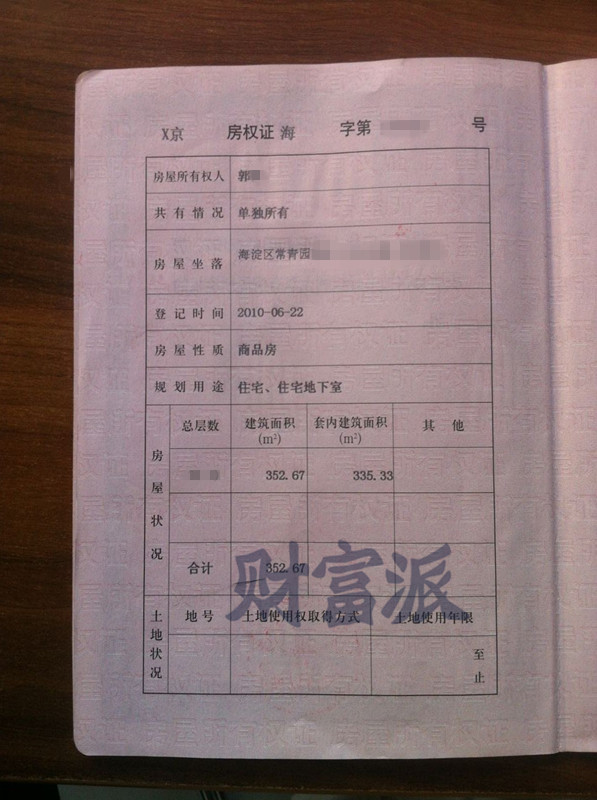 X京 房权证 海 字第 号
房屋所有权人 郭
共有情况 单独所有
房屋坐落 海淀区常青园
登记时间 2010-06-22
房屋性质 商品房
规划用途 住宅、住宅地下室
房屋状况 总层数 建筑面积(m²) 套内建筑面积(m²) 其他
352.67 335.33
合计 352.67
财富派
土地状况 地号 土地使用权取得方式 土地使用年限
至
止